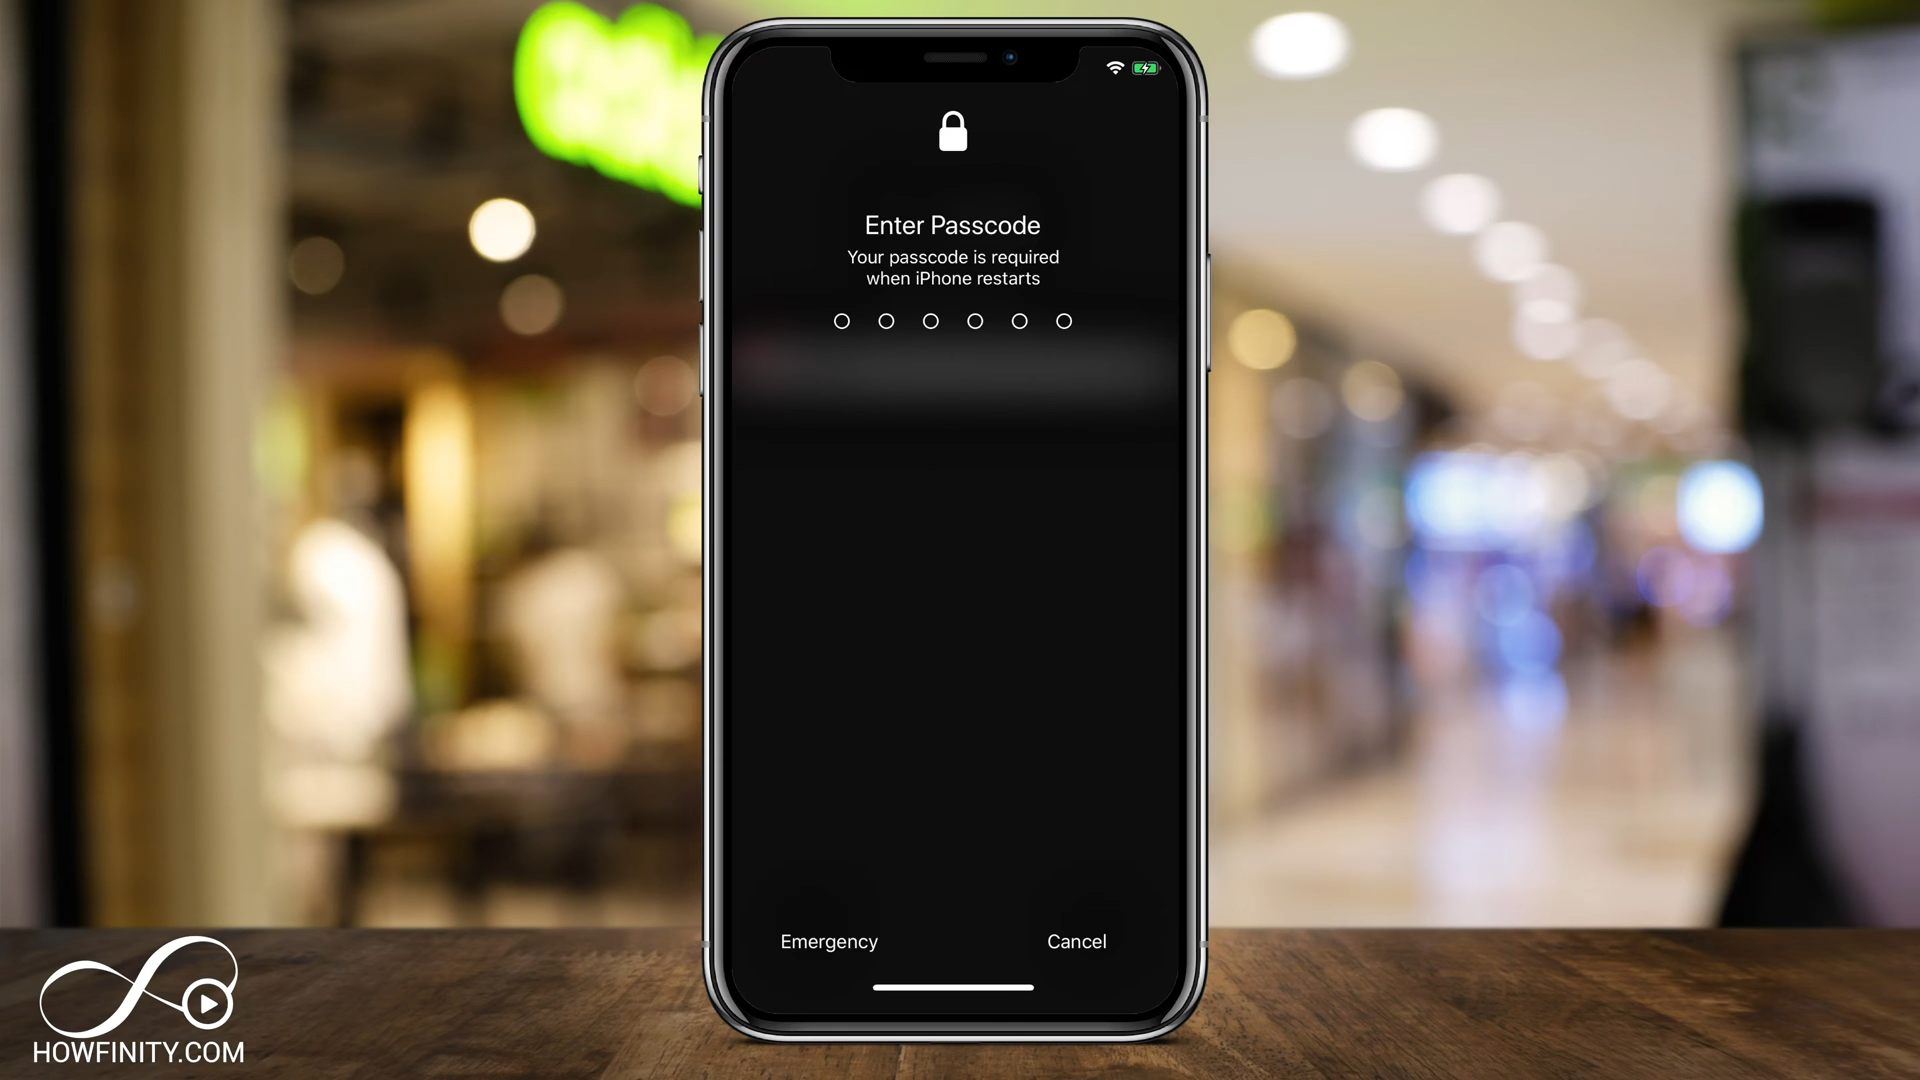 Enter Passcode
Your passcode is required
when iPhone restarts
Emergency
Cancel
HOWFINITY.COM